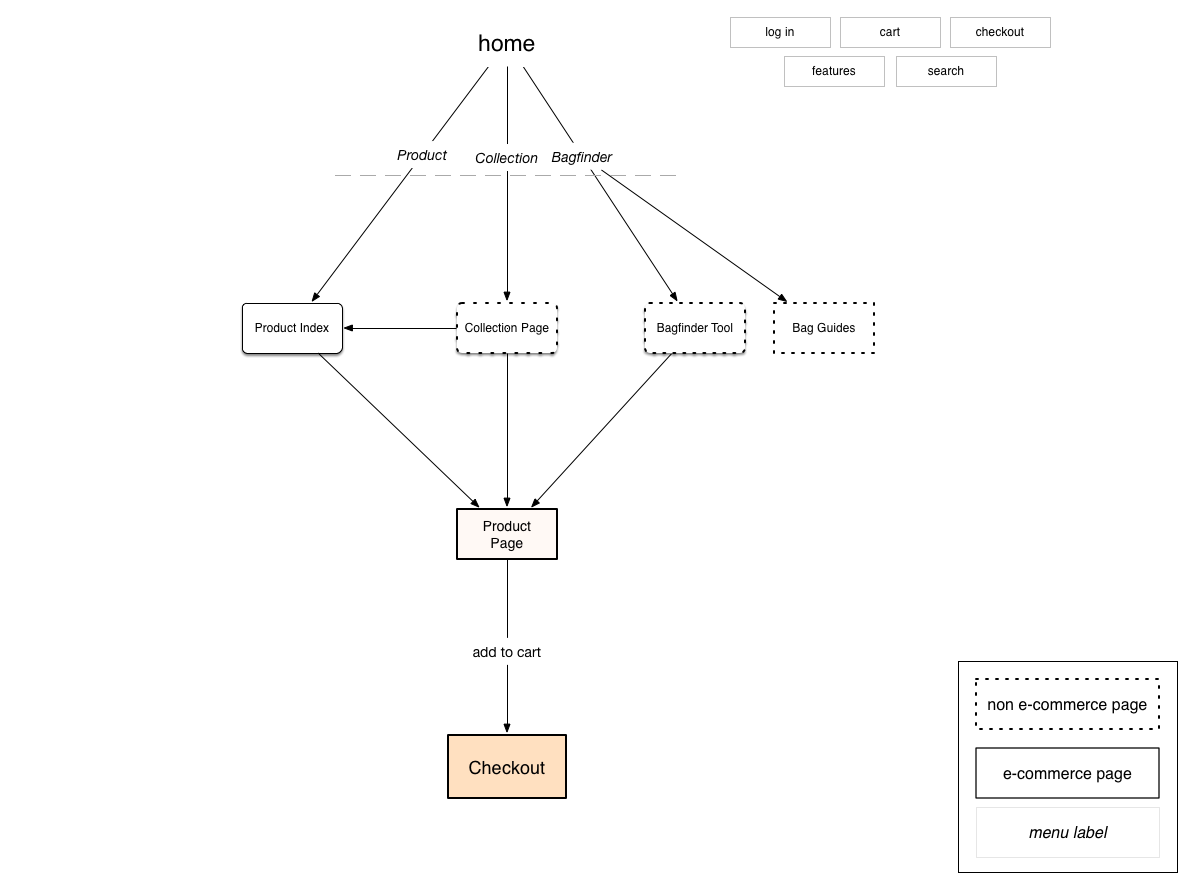 home
log in
cart
checkout
features
search
Product
Collection
Bagfinder
Product Index
Collection Page
Bagfinder Tool
Bag Guides
Product
Page
add to cart
Checkout
non e-commerce page
e-commerce page
menu label